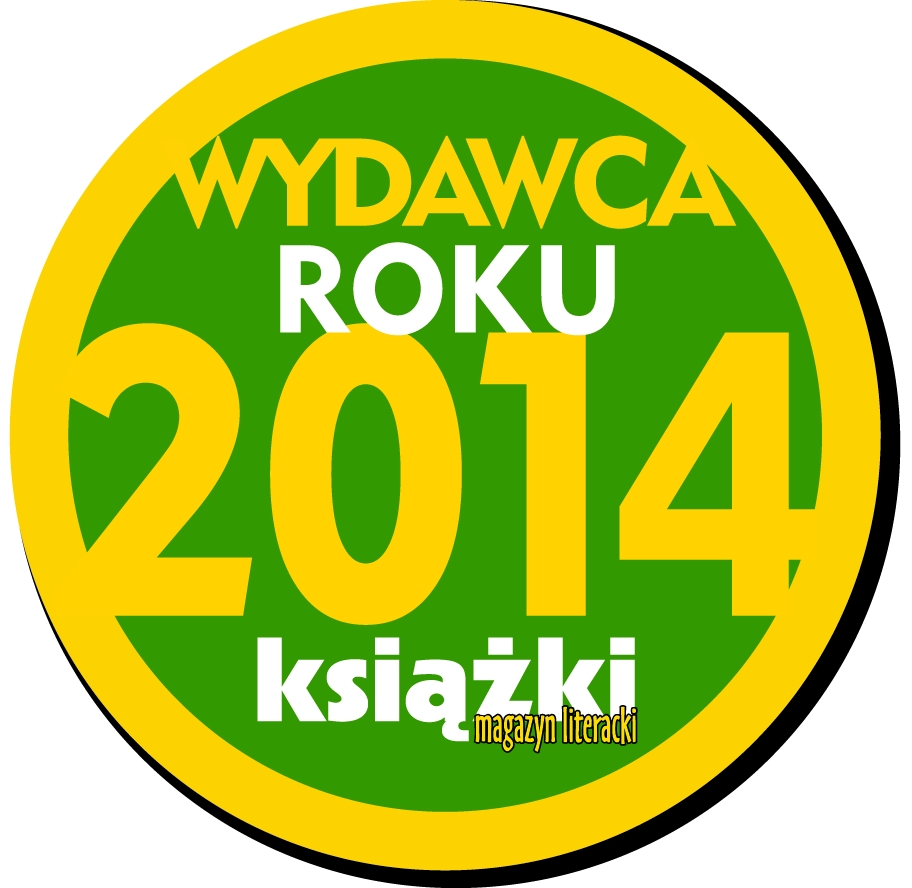 WYDAWCA
ROKU
2014
książki
magazyn literacki